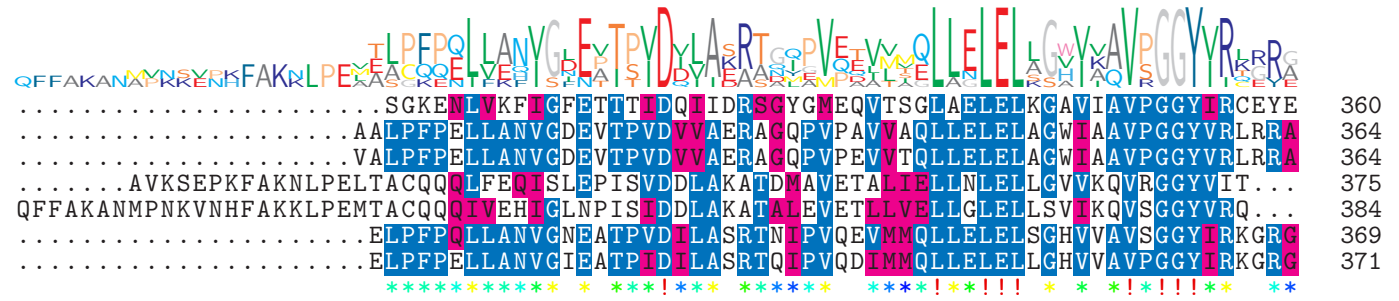 .......................SGKENLVKFIGFETTTIDQIIDRSGYGMEQVTSGLAELELKGAVIAVPGGYIRCEYE 360
.....................AALPFPELLANVGDEVTPVDVVAERAGQPVPAVVAQLLELELAGWIAAVPGGYVRLRRA 364
.....................VALPFPELLANVGDEVTPVDVVAERAGQPVPEVVTQLLELELAGWIAAVPGGYVRLRRA 364
.......AVKSEPKFAKNLPELTACQQQLFEQISLEPISVDDLAKATDMAVETALIELLNLELLGVVKQVRGGYVIT... 375
QFFAKANMPNKVNHFAKKLPEMTACQQQIVEHIGLNPISIDDLAKATALEVETLLVELLGLELLSVIKQVSGGYVRQ... 384
......................ELPFPQLLANVGNEATPVDILASRTNIPVQEVMMQLLELELSGHVVAVSGGYIRKGRG 369
......................ELPFPELLANVGIEATPIDILASRTQIPVQDIMMQLLELELLGHVVAVPGGYIRKGRG 371
*********** * ***!*** ****** ****!**!!! * * *!*!!!** **